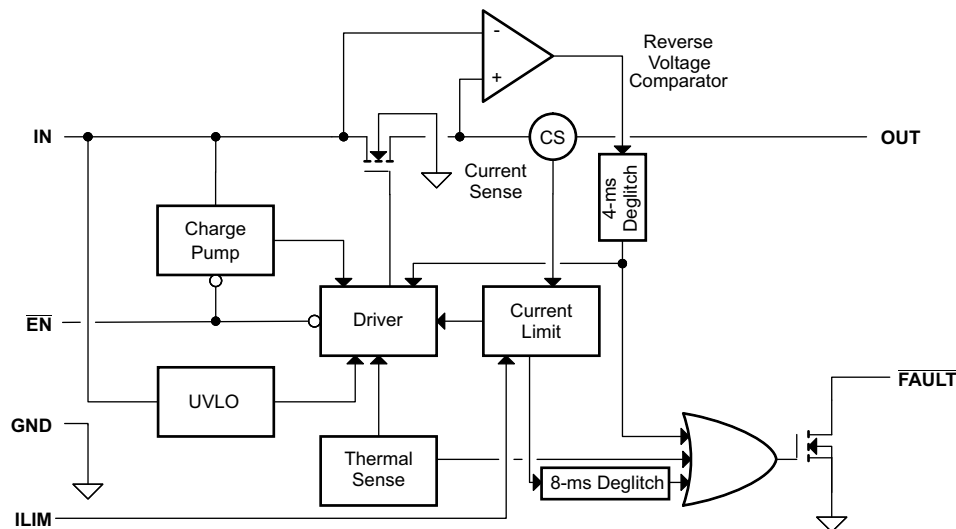 -
+
Reverse
Voltage
Comparator
IN
CS
OUT
Current
Sense
4-ms
Deglitch
Charge
Pump
EN
Driver
Current
Limit
UVLO
FAULT
GND
Thermal
Sense
8-ms Deglitch
ILIM